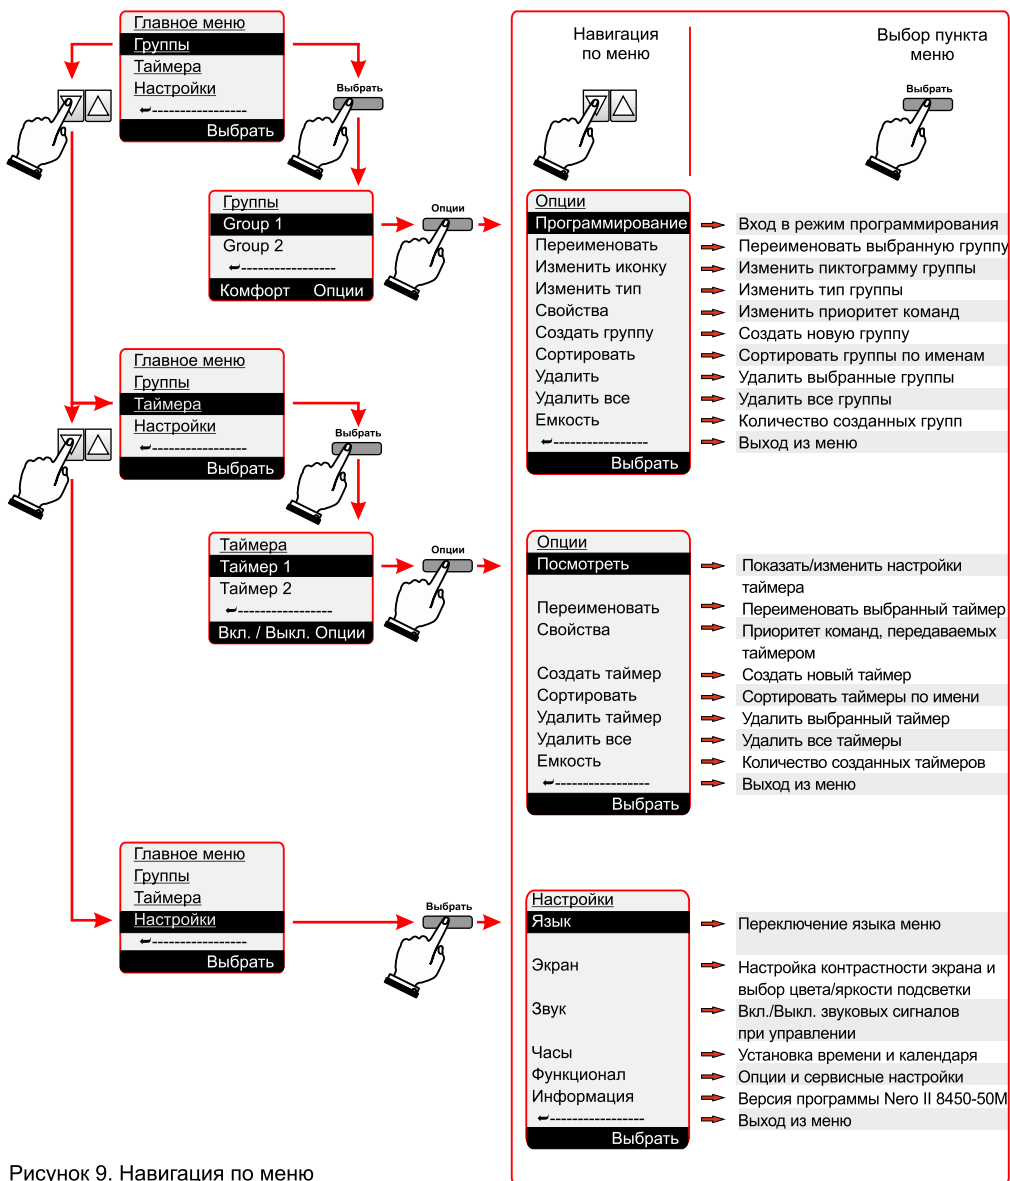 Главное меню
Группы
Таймера
Настройки
-----------------
Выбрать
Выбрать
Навигация
по меню
Выбор пункта
меню
Выбрать
Группы
Group 1
Group 2
-----------------
Комфорт Опции
Опции
Опции
Программирование
Переименовать
Изменить иконку
Изменить тип
Свойства
Создать группу
Сортировать
Удалить
Удалить все
Емкость
-----------------
Выбрать
Вход в режим программирования
Переименовать выбранную группу
Изменить пиктограмму группы
Изменить тип группы
Изменить приоритет команд
Создать новую группу
Сортировать группы по именам
Удалить выбранные группы
Удалить все группы
Количество созданных групп
Выход из меню
Главное меню
Группы
Таймера
Настройки
-----------------
Выбрать
Выбрать
Таймера
Таймер 1
Таймер 2
-----------------
Вкл. / Выкл. Опции
Опции
Опции
Посмотреть
Переименовать
Свойства
Создать таймер
Сортировать
Удалить таймер
Удалить все
Емкость
-----------------
Выбрать
Показать/изменить настройки
таймера
Переименовать выбранный таймер
Приоритет команд, передаваемых
таймером
Создать новый таймер
Сортировать таймеры по имени
Удалить выбранный таймер
Удалить все таймеры
Количество созданных таймеров
Выход из меню
Главное меню
Группы
Таймера
Настройки
-----------------
Выбрать
Выбрать
Настройки
Язык
Экран
Звук
Часы
Функционал
Информация
-----------------
Выбрать
Переключение языка меню
Настройка контрастности экрана и
выбор цвета/яркости подсветки
Вкл./Выкл. звуковых сигналов
при управлении
Установка времени и календаря
Опции и сервисные настройки
Версия программы Nero II 8450-50М
Выход из меню
Рисунок 9. Навигация по меню